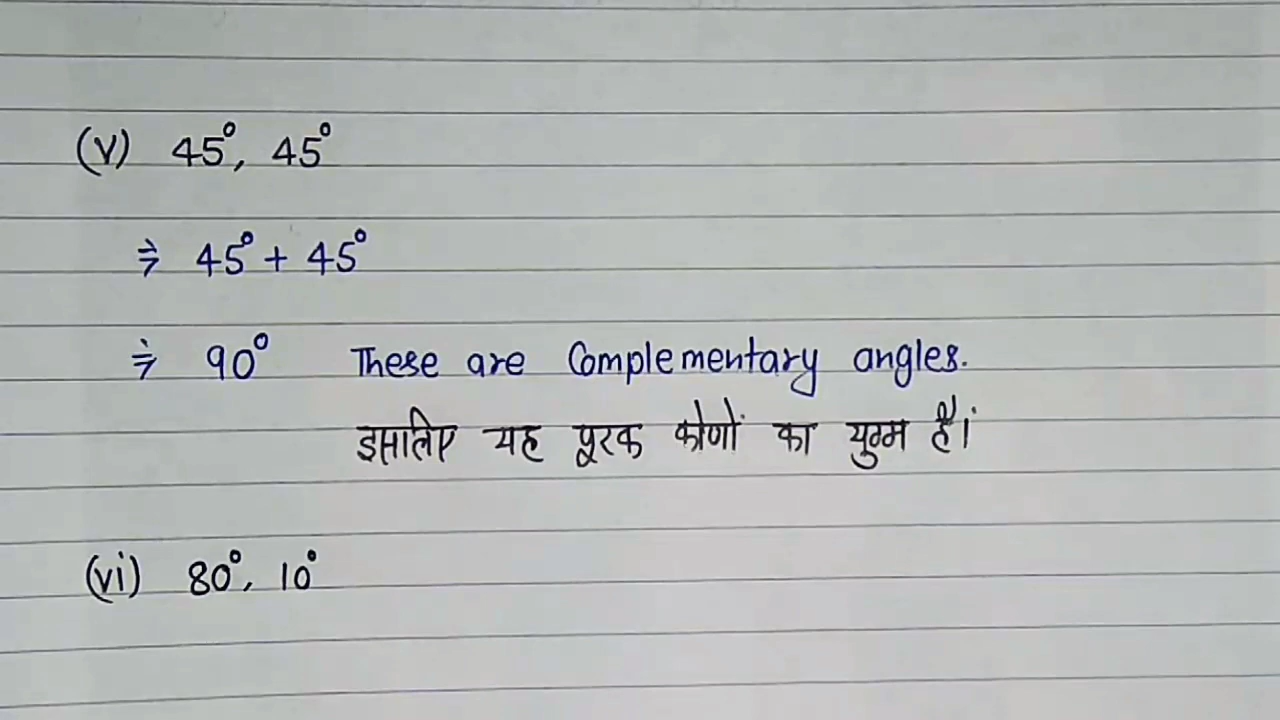 (v) 45°, 45°
⇒ 45° + 45°
⇒ 90° These are Complementary angles.
इसलिए यह पूरक कोणों का युग्म है।
(vi) 80°, 10°